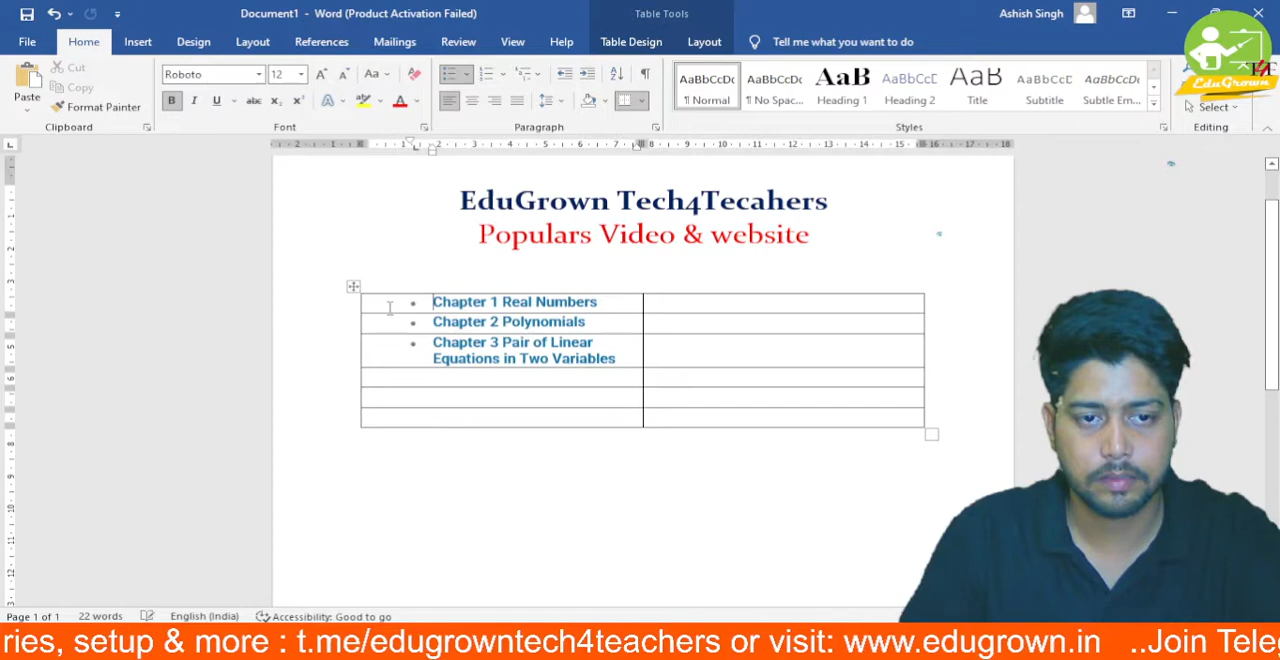 Document1 - Word (Product Activation Failed)
Table Tools
Ashish Singh
File
Home
Insert
Design
Layout
References
Mailings
Review
View
Help
Table Design
Layout
Tell me what you want to do
EduGrown
Paste
Cut
Copy
Format Painter
Clipboard
Roboto
12
Font
Paragraph
AaBbCcDc
AaBbCcDc
AaB
AaBbCcD
AaB
AaBbCcD
AaBbCcDc
¶ Normal
¶ No Spac...
Heading 1
Heading 2
Title
Subtitle
Subtle Em...
Styles
Select
Editing
EduGrown Tech4Tecahers
Populars Video & website
• Chapter 1 Real Numbers
• Chapter 2 Polynomials
• Chapter 3 Pair of Linear
Equations in Two Variables
Page 1 of 1
22 words
English (India)
Accessibility: Good to go
ries, setup & more : t.me/edugrowntech4teachers or visit: www.edugrown.in ..Join Teleg